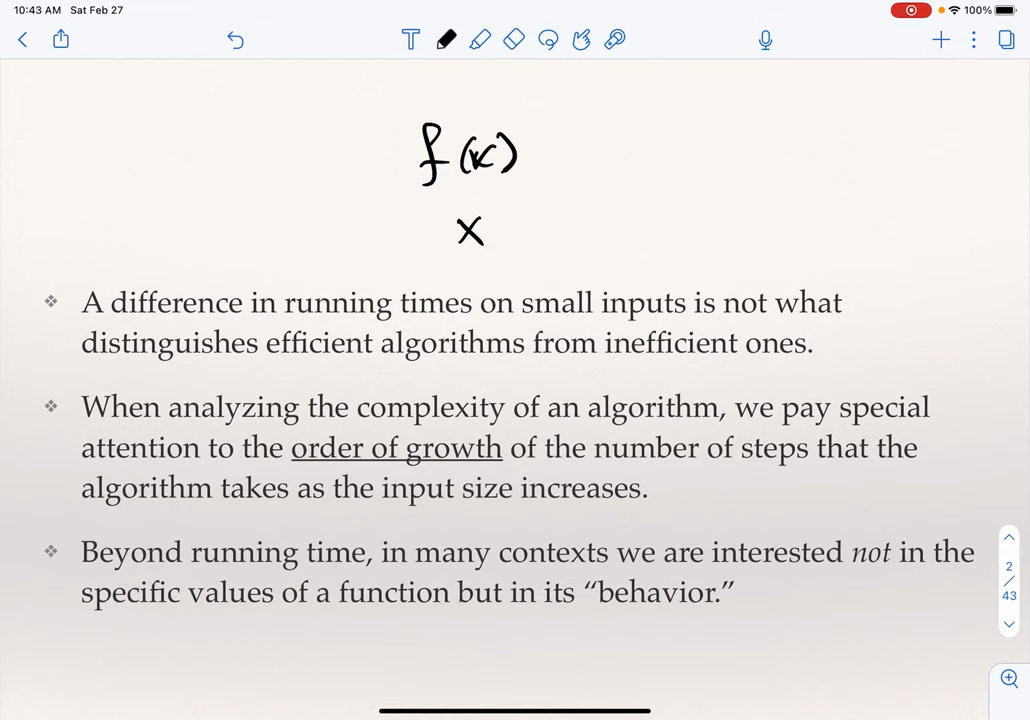 10:43 AM Sat Feb 27 100%
f(x)
x
❖ A difference in running times on small inputs is not what
distinguishes efficient algorithms from inefficient ones.
❖ When analyzing the complexity of an algorithm, we pay special
attention to the order of growth of the number of steps that the
algorithm takes as the input size increases.
❖ Beyond running time, in many contexts we are interested not in the
specific values of a function but in its “behavior.”
2
/
43